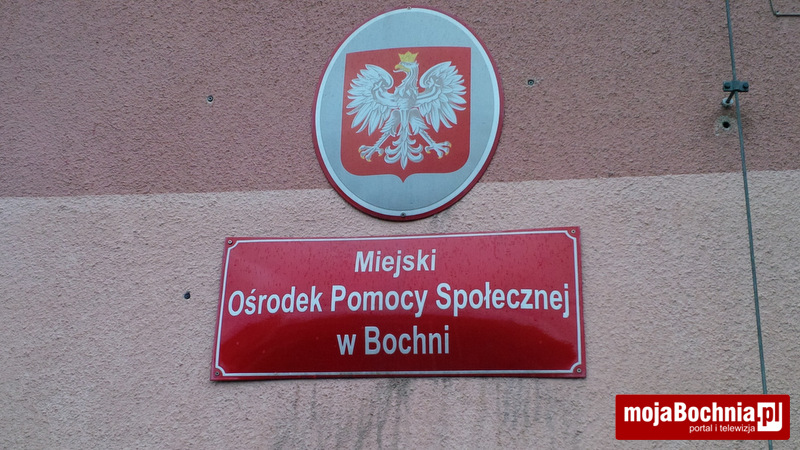 Miejski
Ośrodek Pomocy Społecznej
w Bochni
mojaBochnia.pl
portal i telewizja